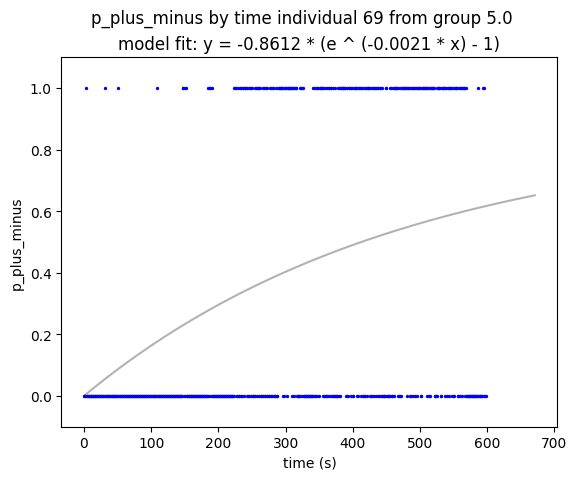 p_plus_minus by time individual 69 from group 5.0
model fit: y = -0.8612 * (e ^ (-0.0021 * x) - 1)
1.0
0.8
0.6
0.4
0.2
0.0
p_plus_minus
0 100 200 300 400 500 600 700
time (s)